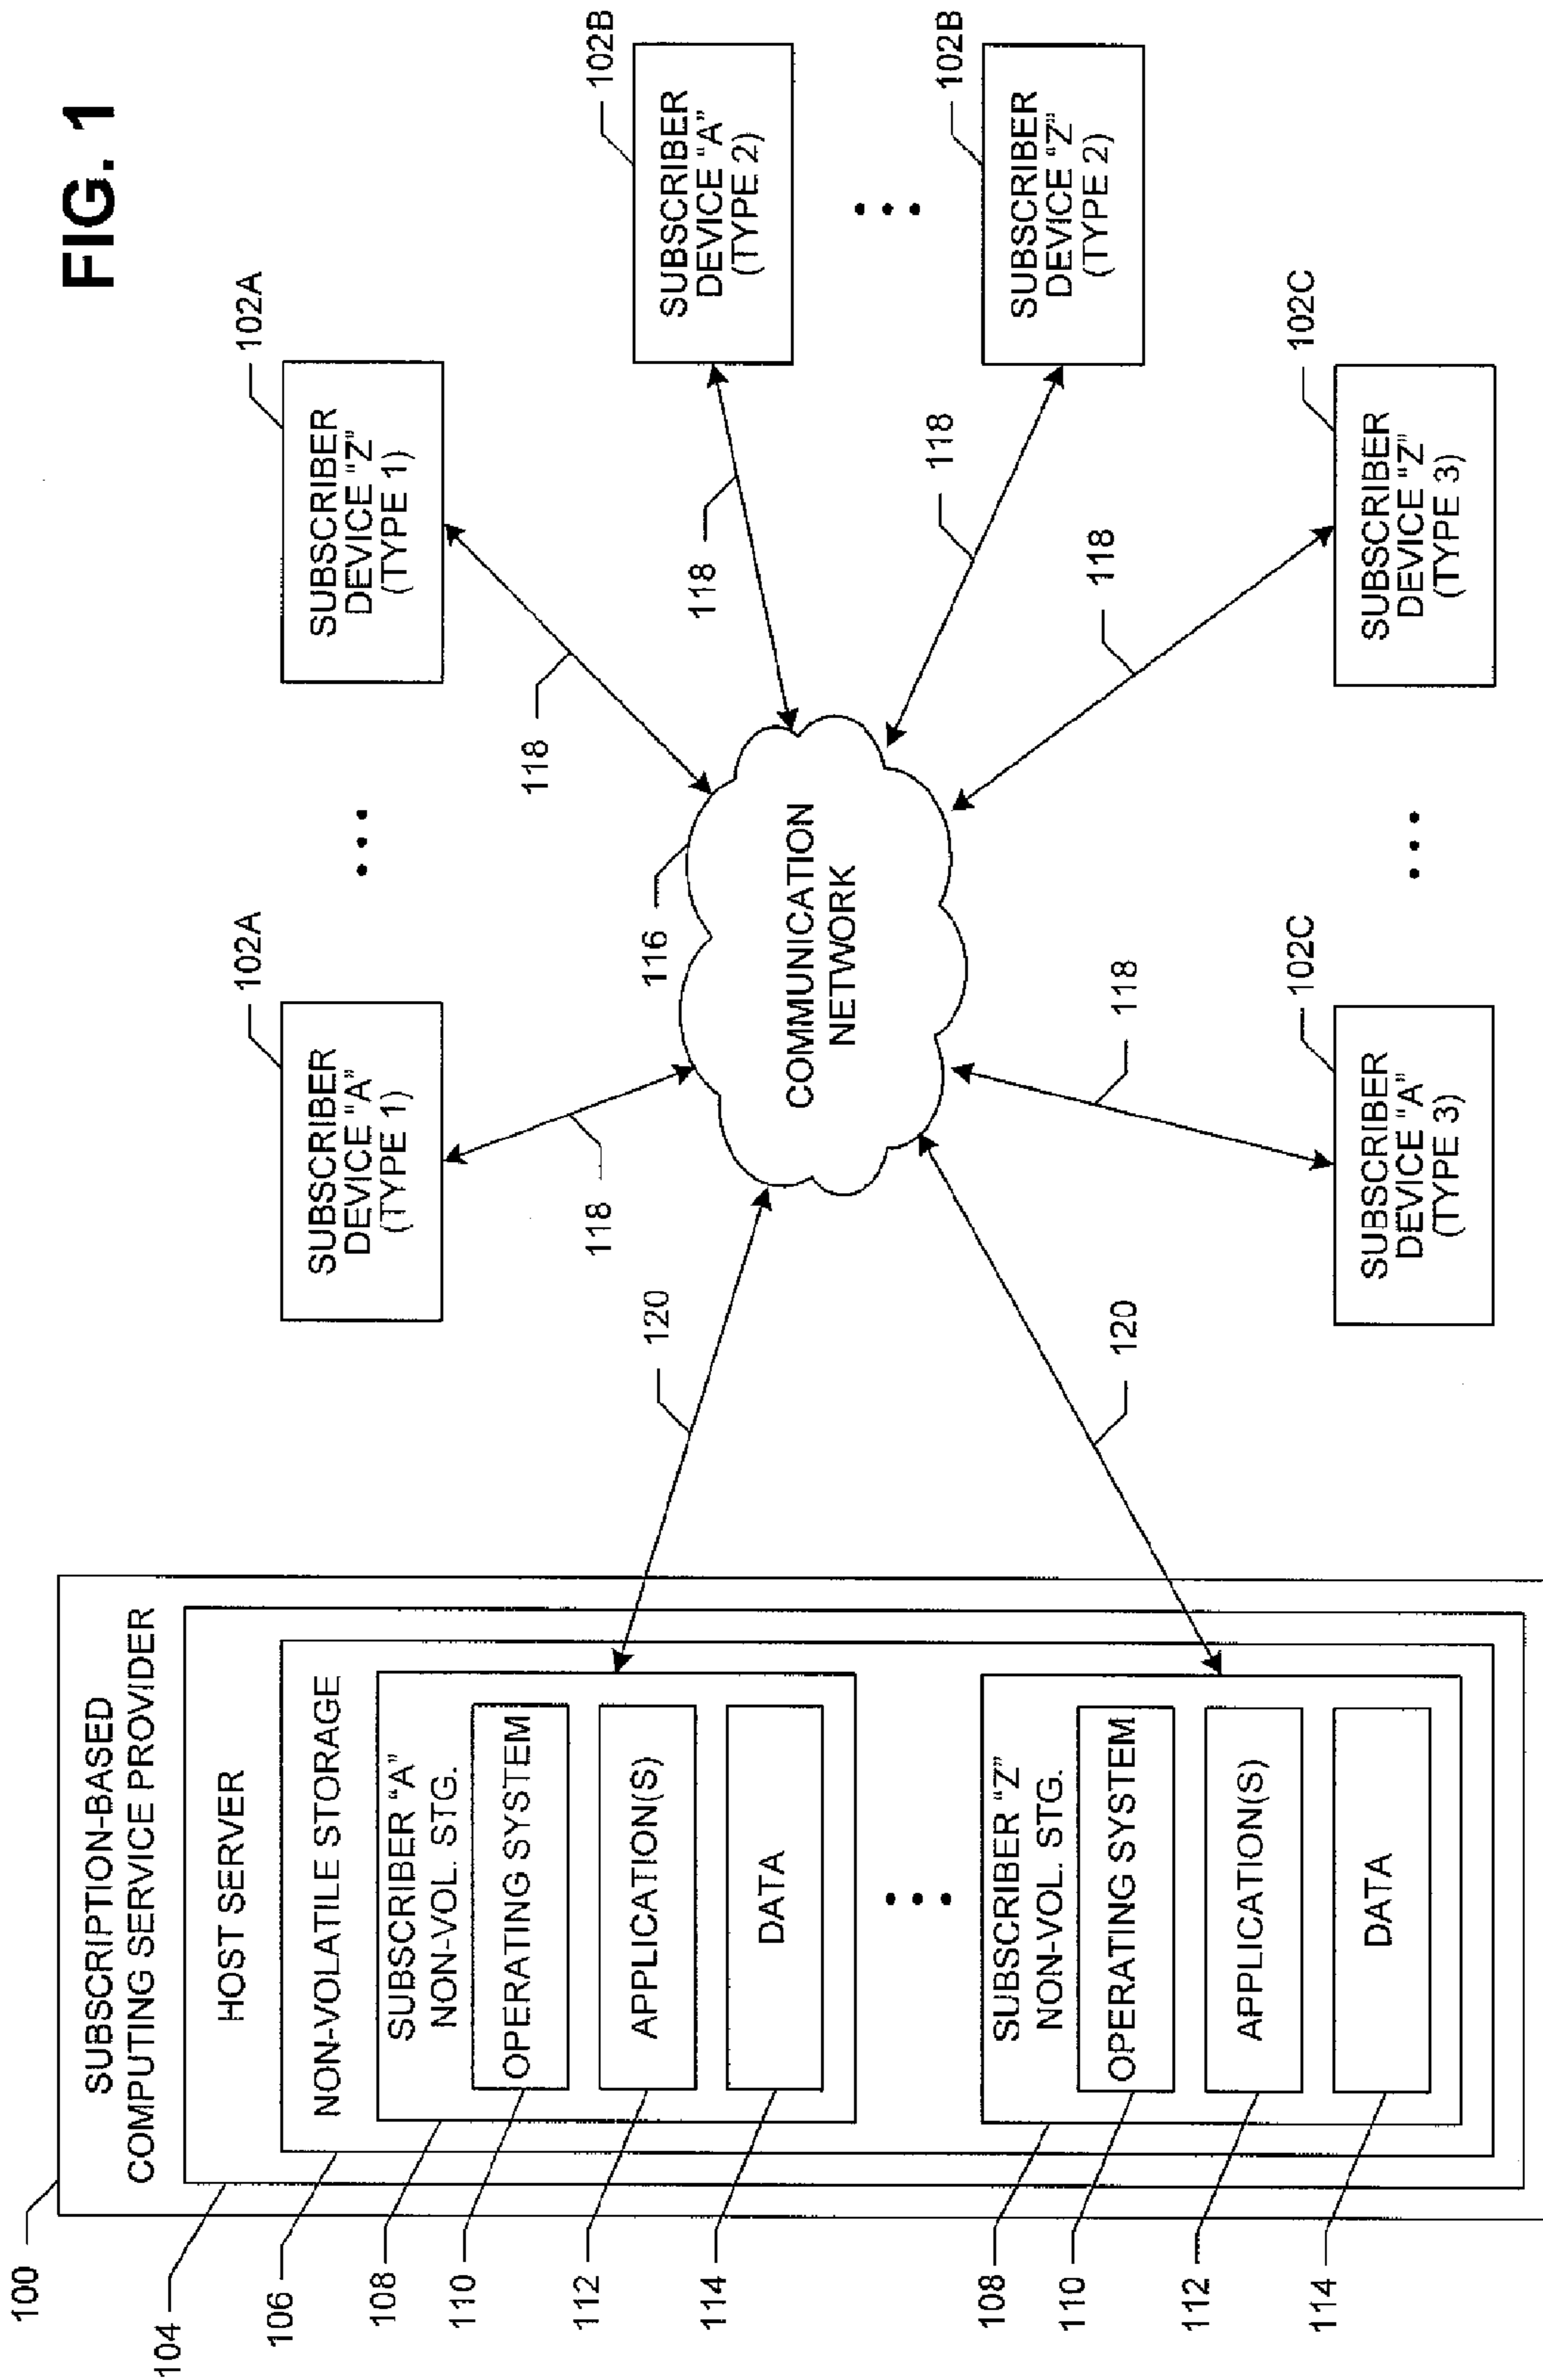 FIG. 1
100
SUBSCRIPTION-BASED
COMPUTING SERVICE PROVIDER
104
HOST SERVER
106
NON-VOLATILE STORAGE
108
SUBSCRIBER "A"
NON-VOL. STG.
110
OPERATING SYSTEM
112
APPLICATION(S)
114
DATA
108
SUBSCRIBER "Z"
NON-VOL. STG.
110
OPERATING SYSTEM
112
APPLICATION(S)
114
DATA
120
120
116
COMMUNICATION
NETWORK
102A
SUBSCRIBER
DEVICE "A"
(TYPE 1)
118
102A
SUBSCRIBER
DEVICE "Z"
(TYPE 1)
118
102B
SUBSCRIBER
DEVICE "A"
(TYPE 2)
118
102B
SUBSCRIBER
DEVICE "Z"
(TYPE 2)
118
102C
SUBSCRIBER
DEVICE "Z"
(TYPE 3)
118
102C
SUBSCRIBER
DEVICE "A"
(TYPE 3)
118